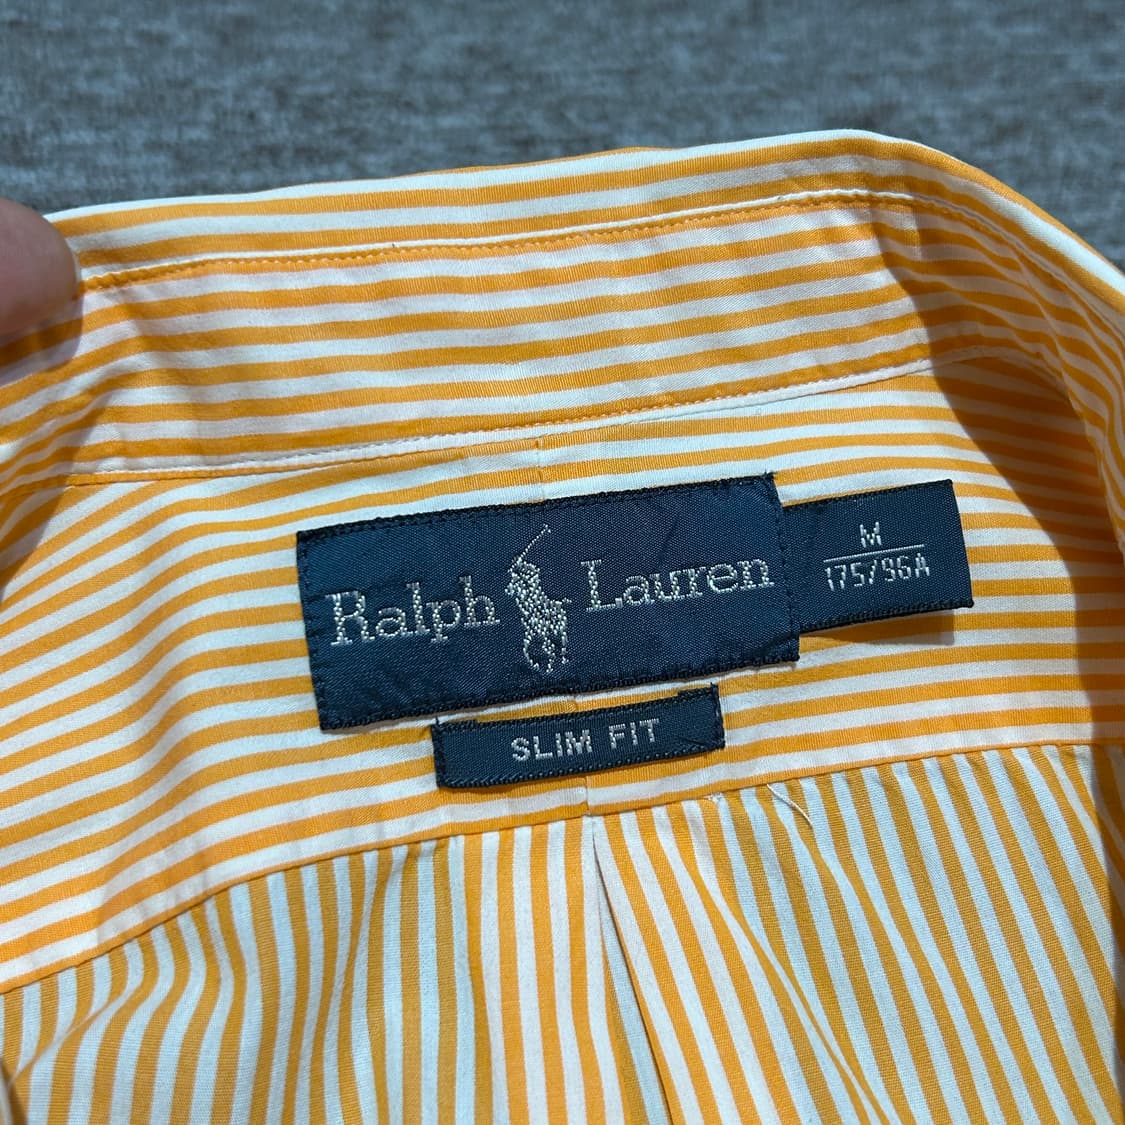 Ralph Lauren
M
175/96A
SLIM FIT